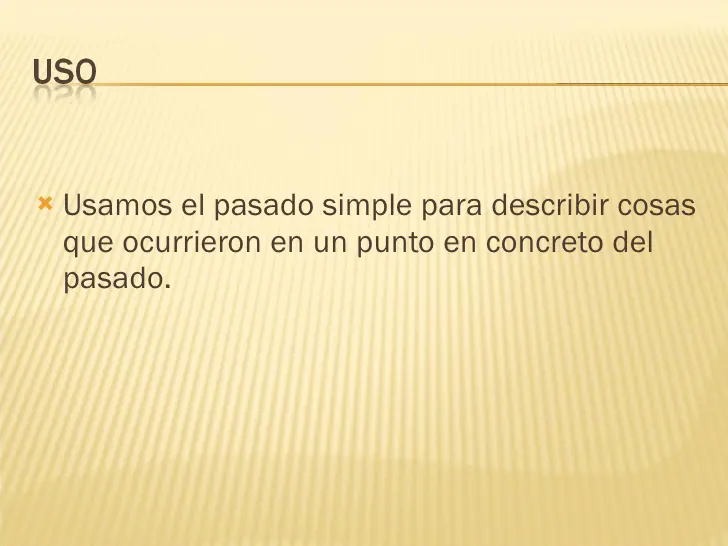 USO
Usamos el pasado simple para describir cosas
que ocurrieron en un punto en concreto del
pasado.